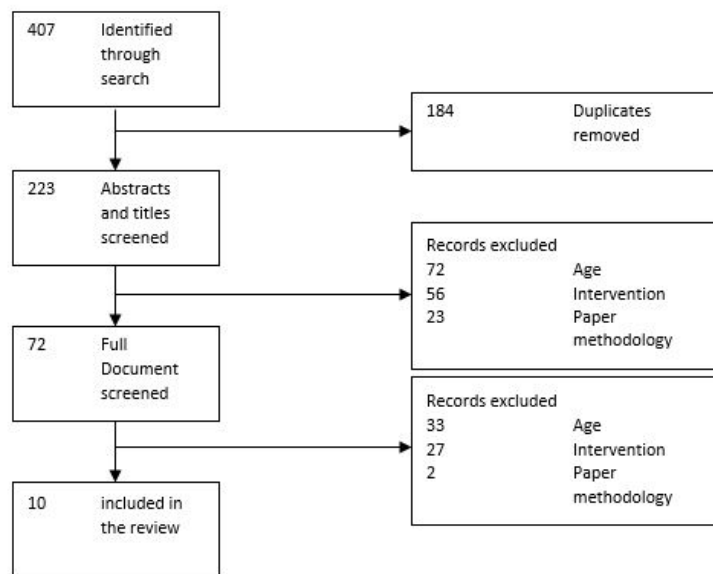 407 Identified
through
search
184 Duplicates
removed
223 Abstracts
and titles
screened
Records excluded
72 Age
56 Intervention
23 Paper
methodology
72 Full
Document
screened
Records excluded
33 Age
27 Intervention
2 Paper
methodology
10 included in
the review